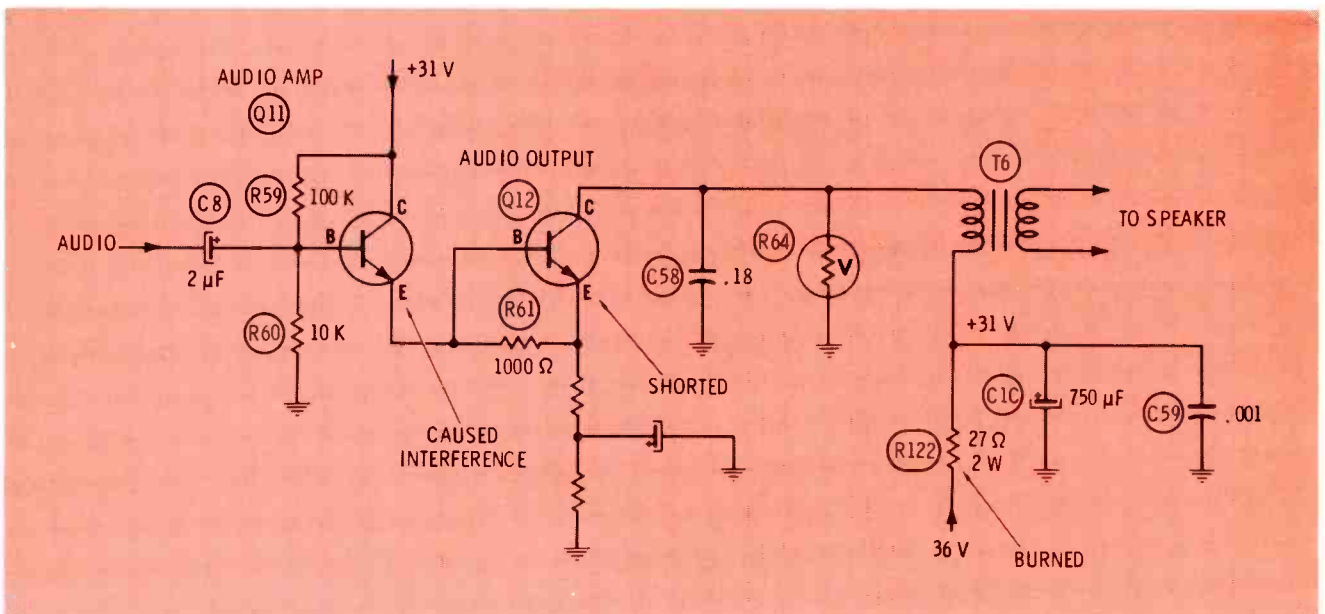 AUDIO AMP
Q11
+31 V
AUDIO OUTPUT
Q12
T6
R59
100 K
C8
C
C
AUDIO
B
B
R64
V
TO SPEAKER
2 µF
C58
.18
E
E
R61
R60
10 K
+31 V
1000 Ω
SHORTED
C1C
750 µF
C59
.001
CAUSED
INTERFERENCE
R122
27 Ω
2 W
36 V
BURNED